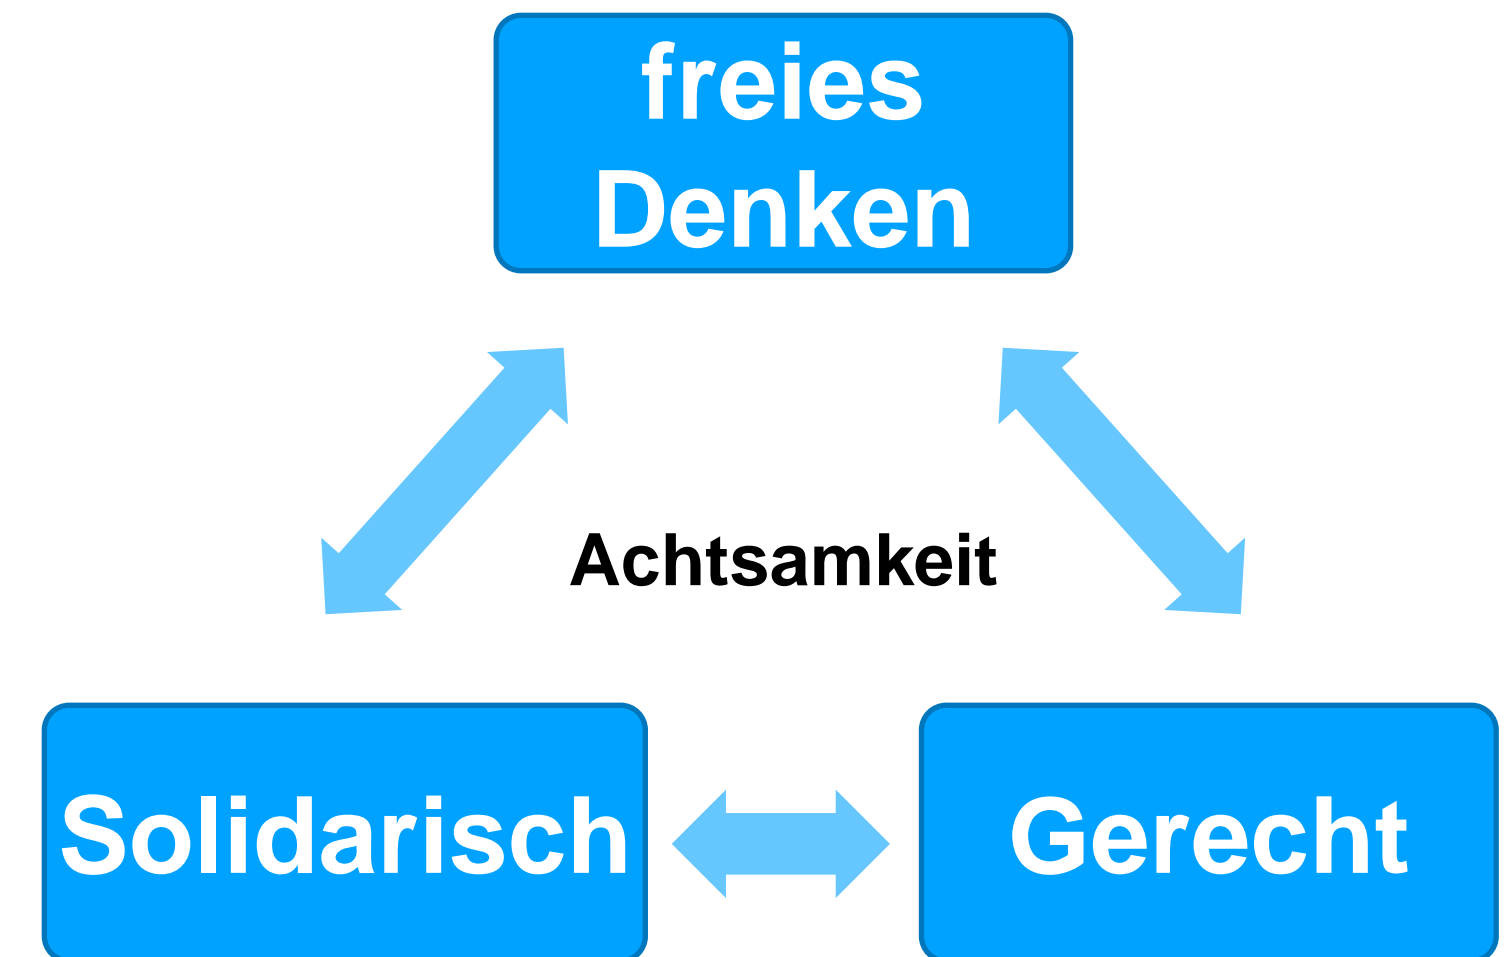 freies
Denken
Achtsamkeit
Solidarisch
Gerecht